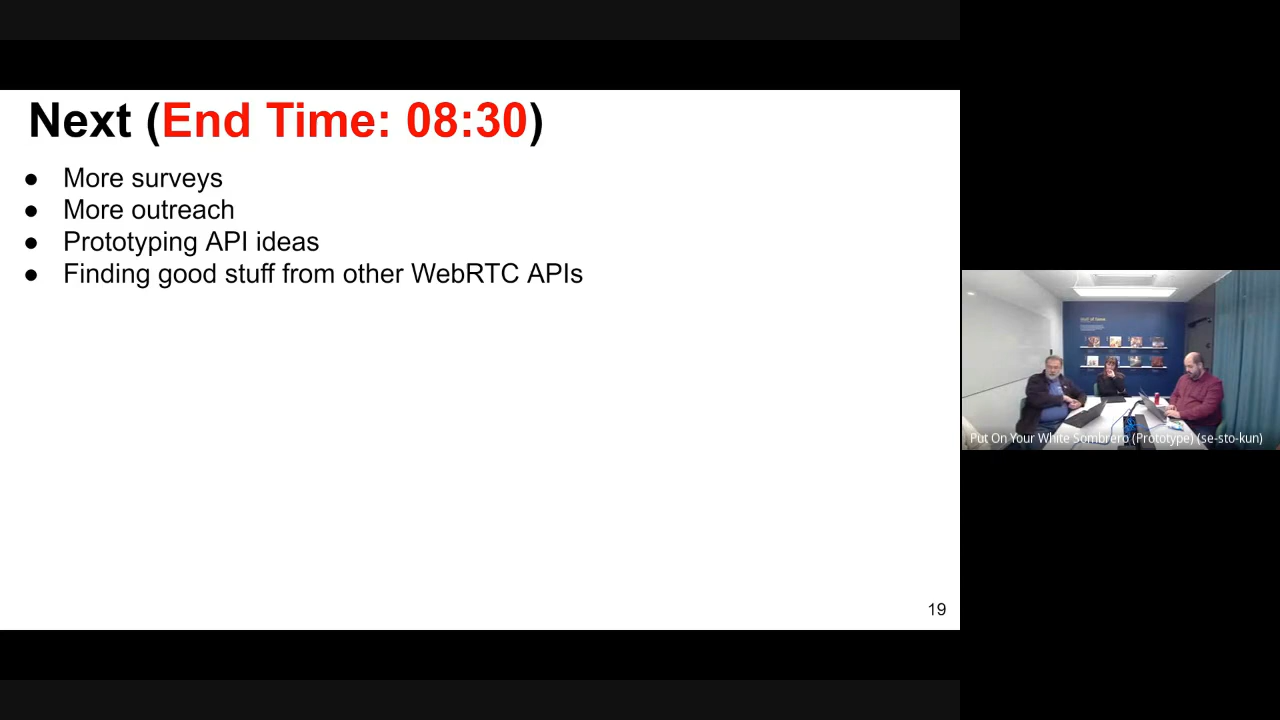 Next (End Time: 08:30)
● More surveys
● More outreach
● Prototyping API ideas
● Finding good stuff from other WebRTC APIs
19
Put On Your White Sombrero (Prototype) (se-sto-kun)